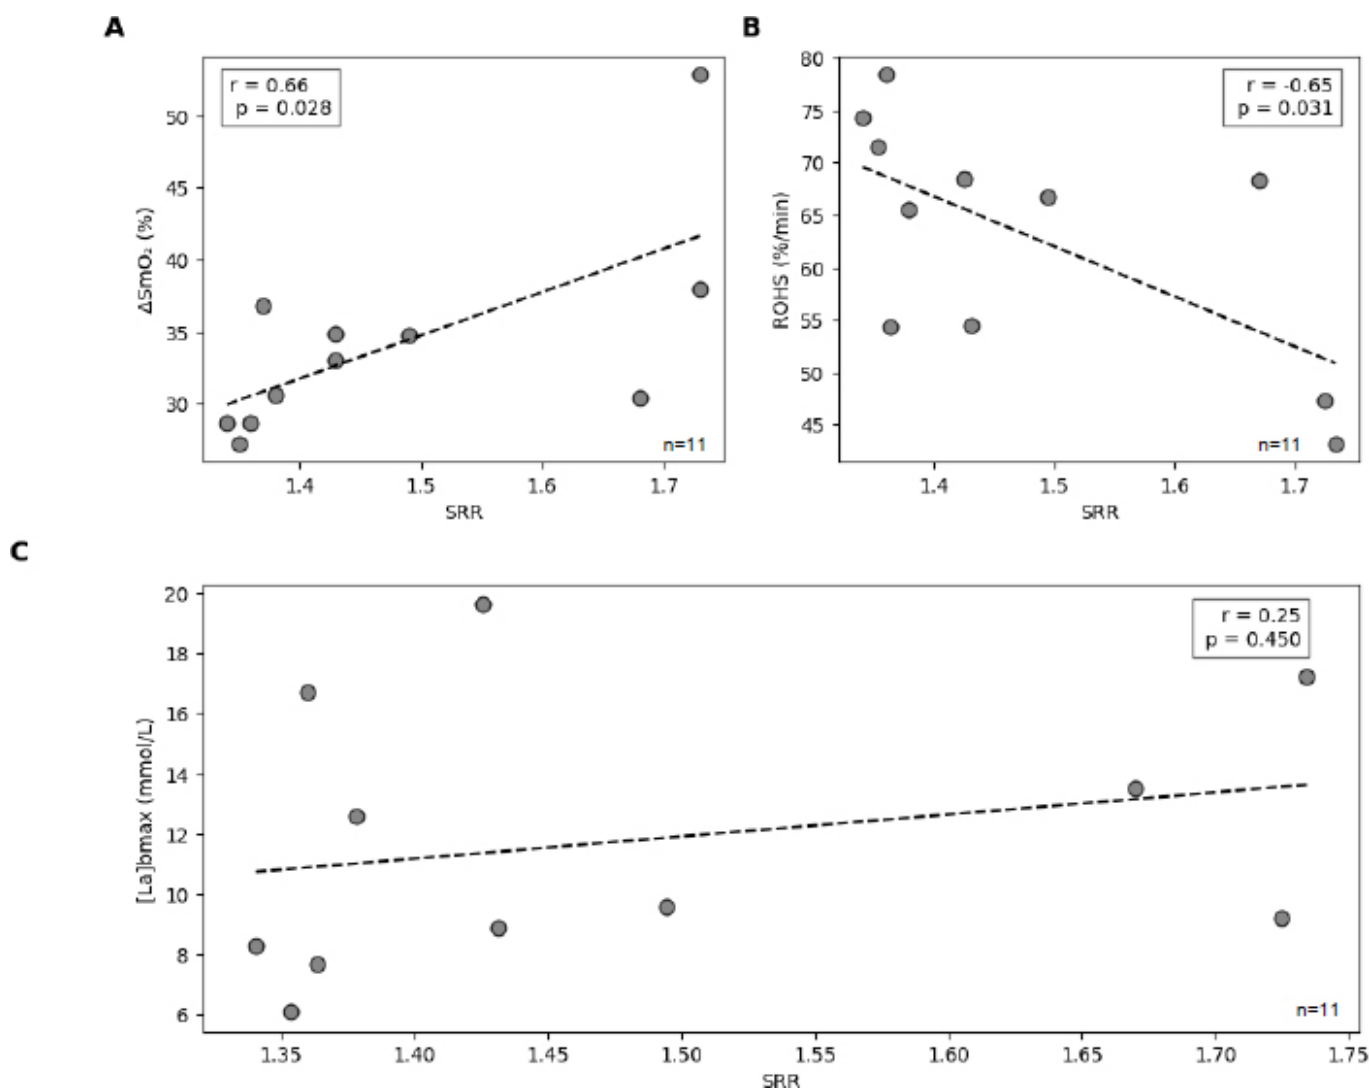 A
r = 0.66
p = 0.028
50
45
40
35
30
ΔSmO₂ (%)
n=11
1.4 1.5 1.6 1.7
SRR
B
r = -0.65
p = 0.031
80
75
70
65
60
55
50
45
ROHS (%/min)
n=11
1.4 1.5 1.6 1.7
SRR
C
r = 0.25
p = 0.450
20
18
16
14
12
10
8
6
[La]bmax (mmol/L)
n=11
1.35 1.40 1.45 1.50 1.55 1.60 1.65 1.70 1.75
SRR